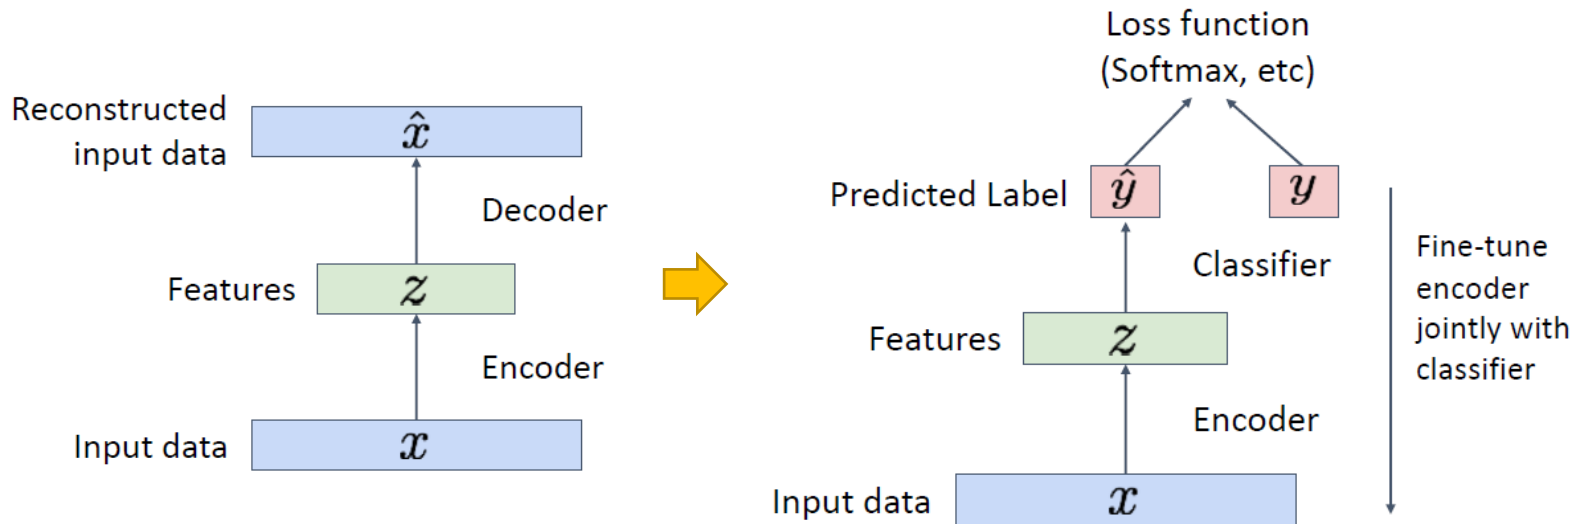 Reconstructed
input data
x̂
Decoder
Features
z
Encoder
Input data
x
Loss function
(Softmax, etc)
Predicted Label
ŷ
y
Classifier
Features
z
Encoder
Input data
x
Fine-tune
encoder
jointly with
classifier